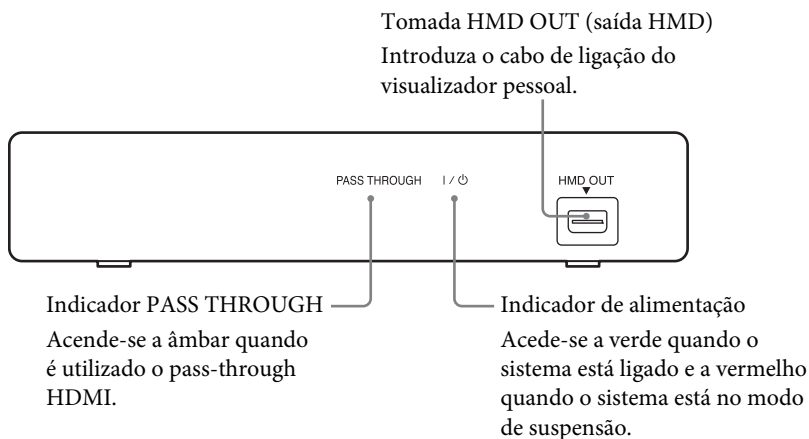 Tomada HMD OUT (saída HMD)
Introduza o cabo de ligação do
visualizador pessoal.
PASS THROUGH
I / ⏻
HMD OUT
Indicador PASS THROUGH
Acende-se a âmbar quando
é utilizado o pass-through
HDMI.
Indicador de alimentação
Acede-se a verde quando o
sistema está ligado e a vermelho
quando o sistema está no modo
de suspensão.